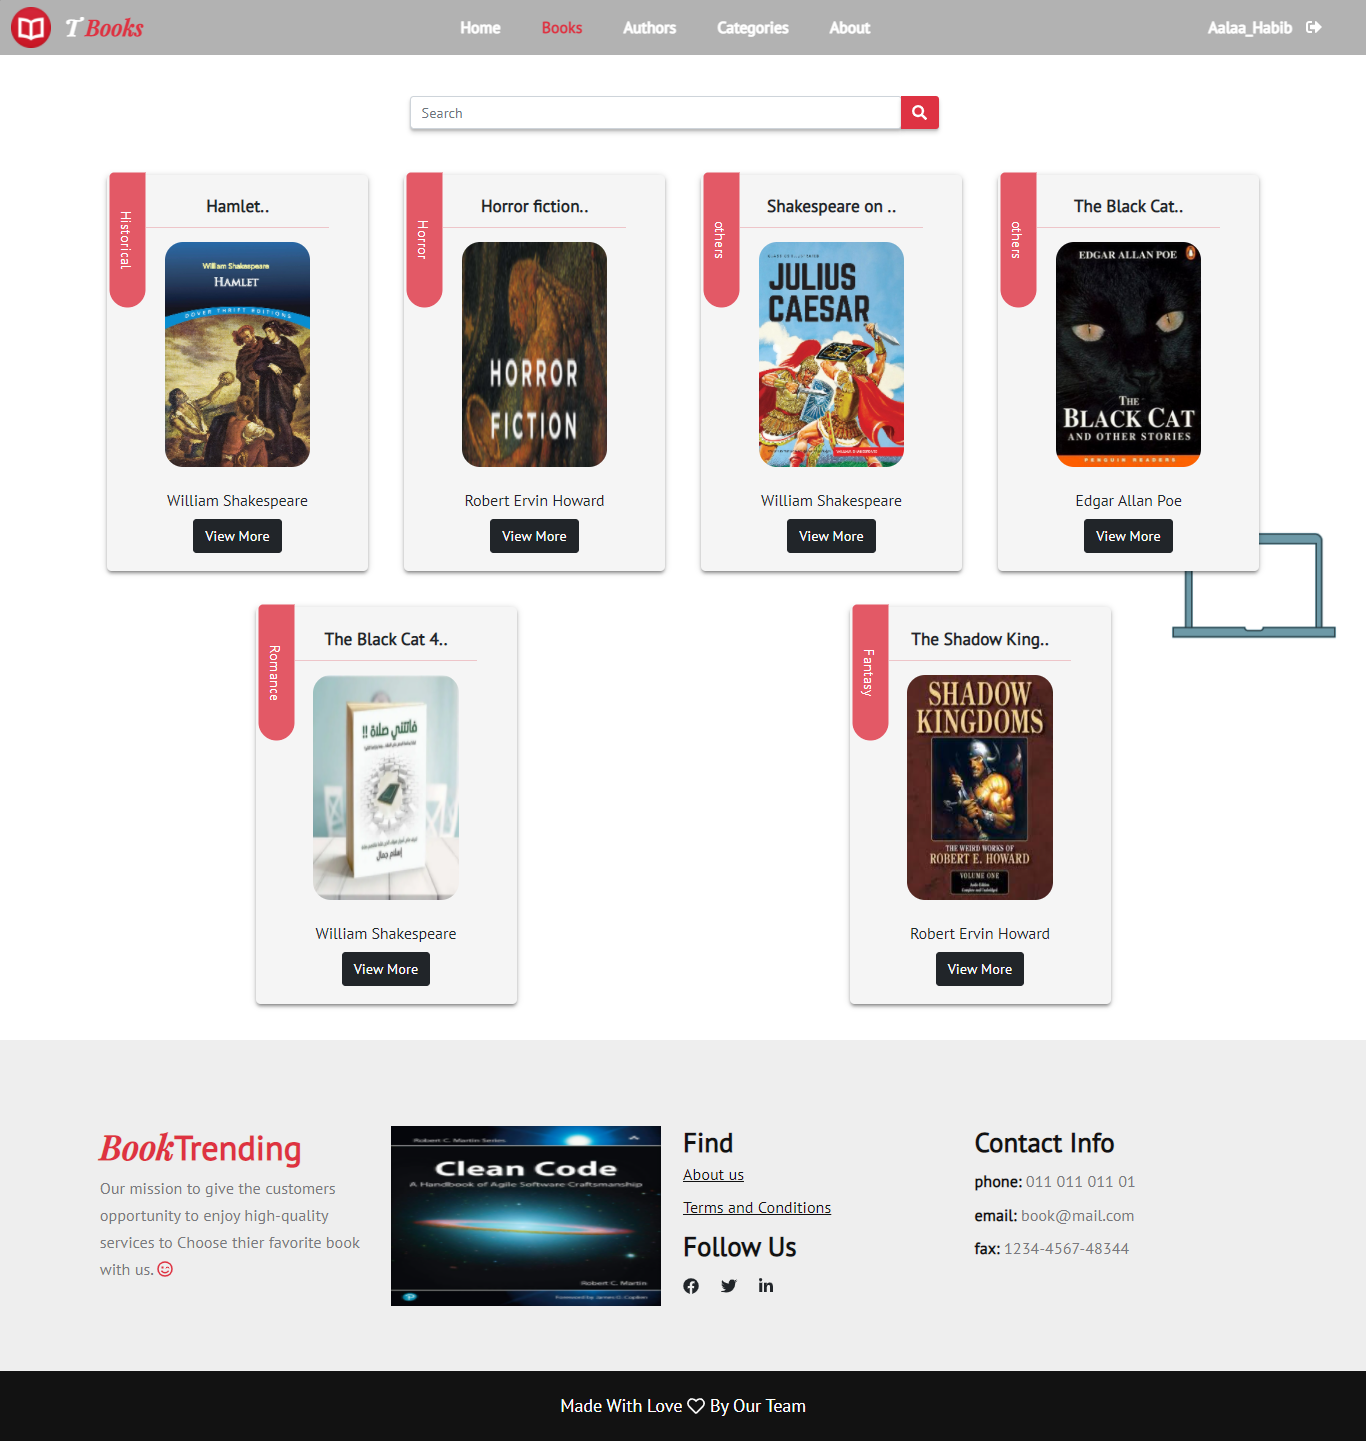 T Books
Home
Books
Authors
Categories
About
Aalaa_Habib
Search
Historical
Hamlet..
William Shakespeare
HAMLET
DOVER THRIFT EDITIONS
William Shakespeare
View More
Horror
Horror fiction..
HORROR
FICTION
Robert Ervin Howard
View More
others
Shakespeare on ..
JULIUS
CAESAR
William Shakespeare
View More
others
The Black Cat..
EDGAR ALLAN POE
THE
BLACK CAT
AND OTHER STORIES
PENGUIN READERS
Edgar Allan Poe
View More
Romance
The Black Cat 4..
فاتتني صلاة !!
إسلام جمال
William Shakespeare
View More
Fantasy
The Shadow King..
SHADOW
KINGDOMS
THE WEIRD WORKS OF
ROBERT E. HOWARD
VOLUME ONE
Robert Ervin Howard
View More
BookTrending
Our mission to give the customers
opportunity to enjoy high-quality
services to Choose thier favorite book
with us.
Robert C. Martin Series
Clean Code
A Handbook of Agile Software Craftsmanship
Robert C. Martin
Foreword by James O. Coplien
Find
About us
Terms and Conditions
Follow Us
Contact Info
phone: 011 011 011 01
email: book@mail.com
fax: 1234-4567-48344
Made With Love By Our Team